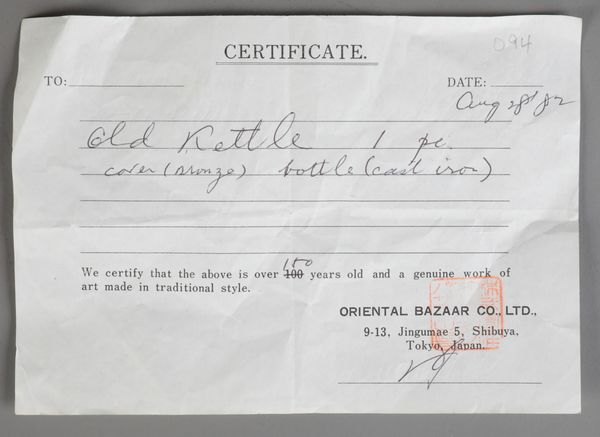 094
CERTIFICATE.
TO:
DATE:
Aug 28' 82
Old Kettle 1 pc.
cover (Bronze) bottle (cast iron)
150
We certify that the above is over 100 years old and a genuine work of
art made in traditional style.
ORIENTAL BAZAAR CO., LTD.,
9-13, Jingumae 5, Shibuya,
Tokyo, Japan.